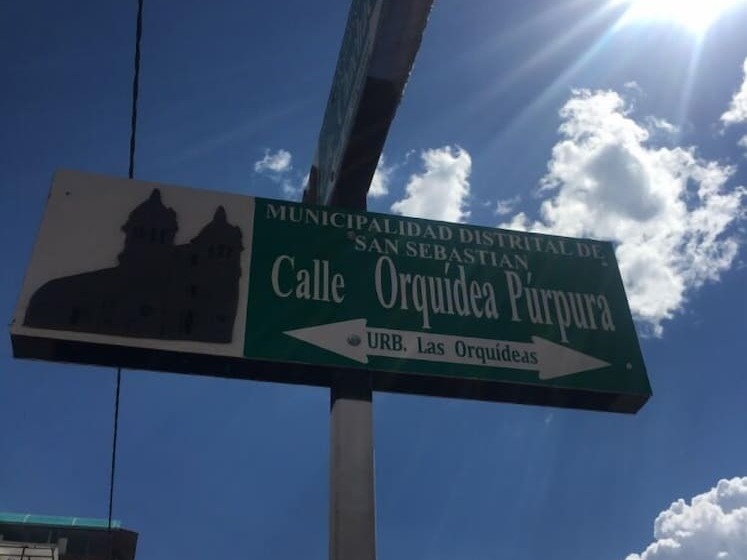 MUNICIPALIDAD DISTRITAL DE
SAN SEBASTIAN
Calle Orquídea Púrpura
URB. Las Orquídeas